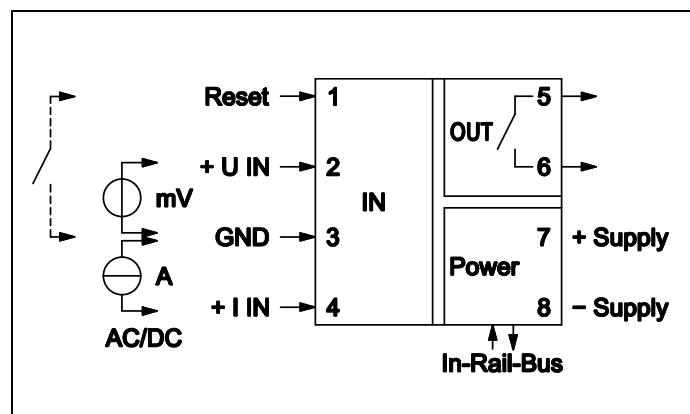 Reset 1 5
OUT
+ U IN 2 6
mV
IN
GND 3 7 + Supply
Power
A
+ I IN 4 8 – Supply
AC/DC
In-Rail-Bus